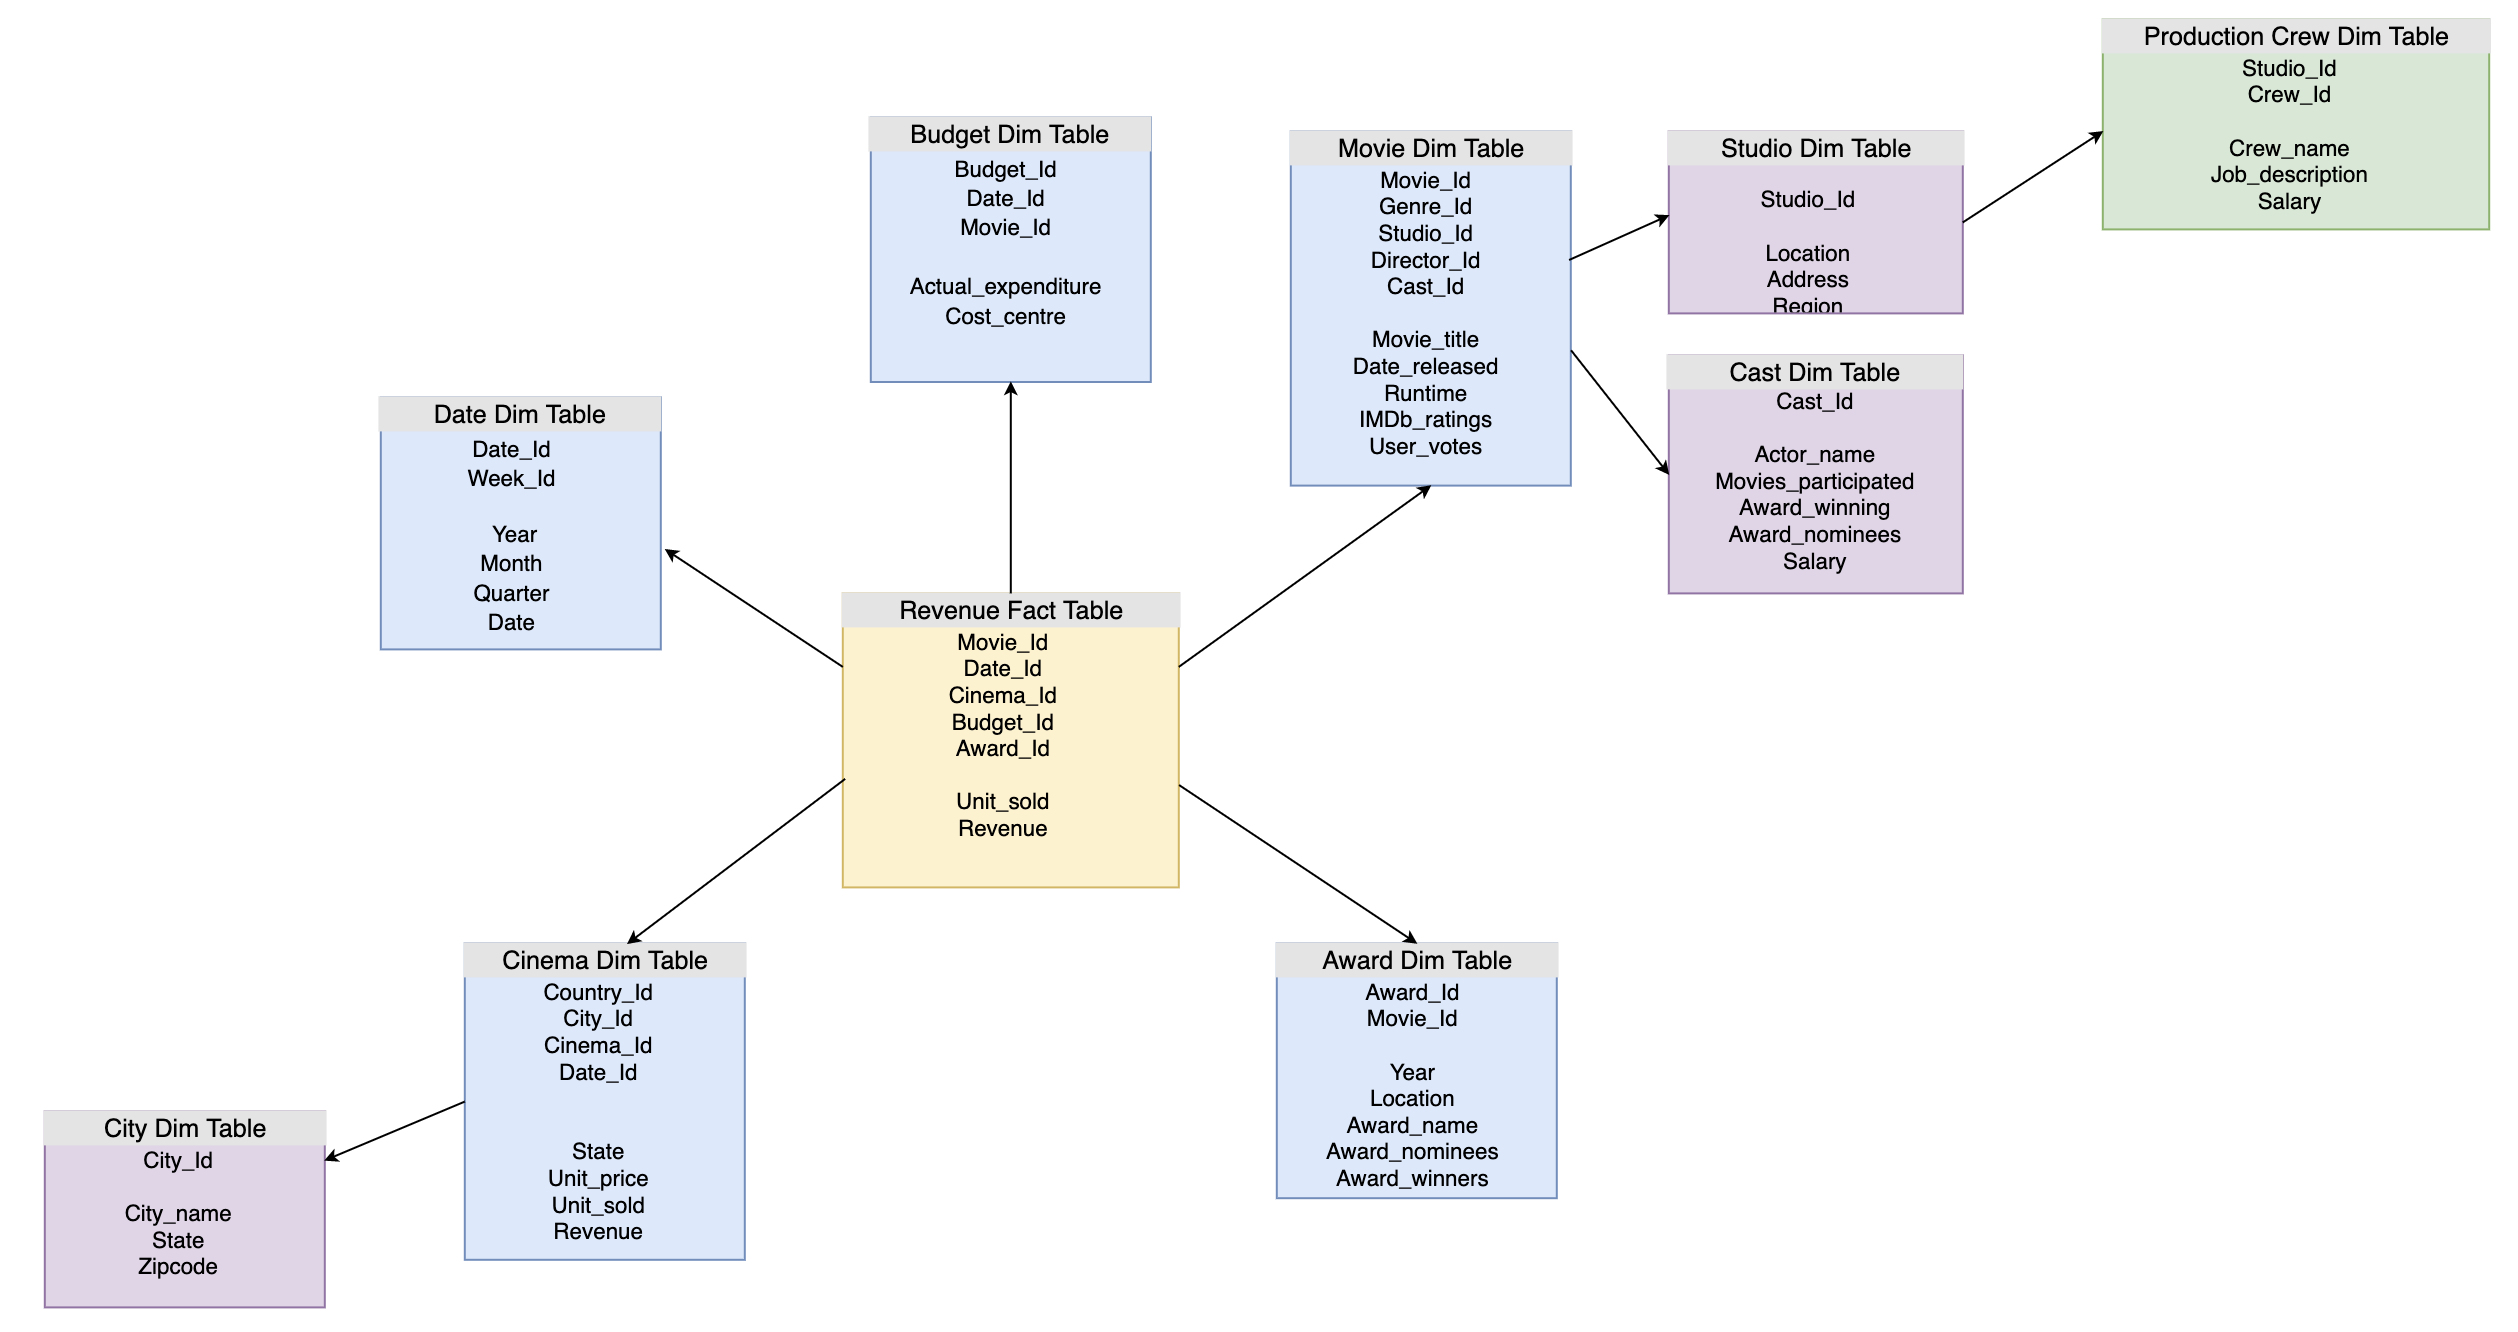 Production Crew Dim Table
Studio_Id
Crew_Id
Crew_name
Job_description
Salary
Budget Dim Table
Budget_Id
Date_Id
Movie_Id
Actual_expenditure
Cost_centre
Movie Dim Table
Movie_Id
Genre_Id
Studio_Id
Director_Id
Cast_Id
Movie_title
Date_released
Runtime
IMDb_ratings
User_votes
Studio Dim Table
Studio_Id
Location
Address
Region
Cast Dim Table
Cast_Id
Actor_name
Movies_participated
Award_winning
Award_nominees
Salary
Date Dim Table
Date_Id
Week_Id
Year
Month
Quarter
Date
Revenue Fact Table
Movie_Id
Date_Id
Cinema_Id
Budget_Id
Award_Id
Unit_sold
Revenue
Cinema Dim Table
Country_Id
City_Id
Cinema_Id
Date_Id
State
Unit_price
Unit_sold
Revenue
Award Dim Table
Award_Id
Movie_Id
Year
Location
Award_name
Award_nominees
Award_winners
City Dim Table
City_Id
City_name
State
Zipcode